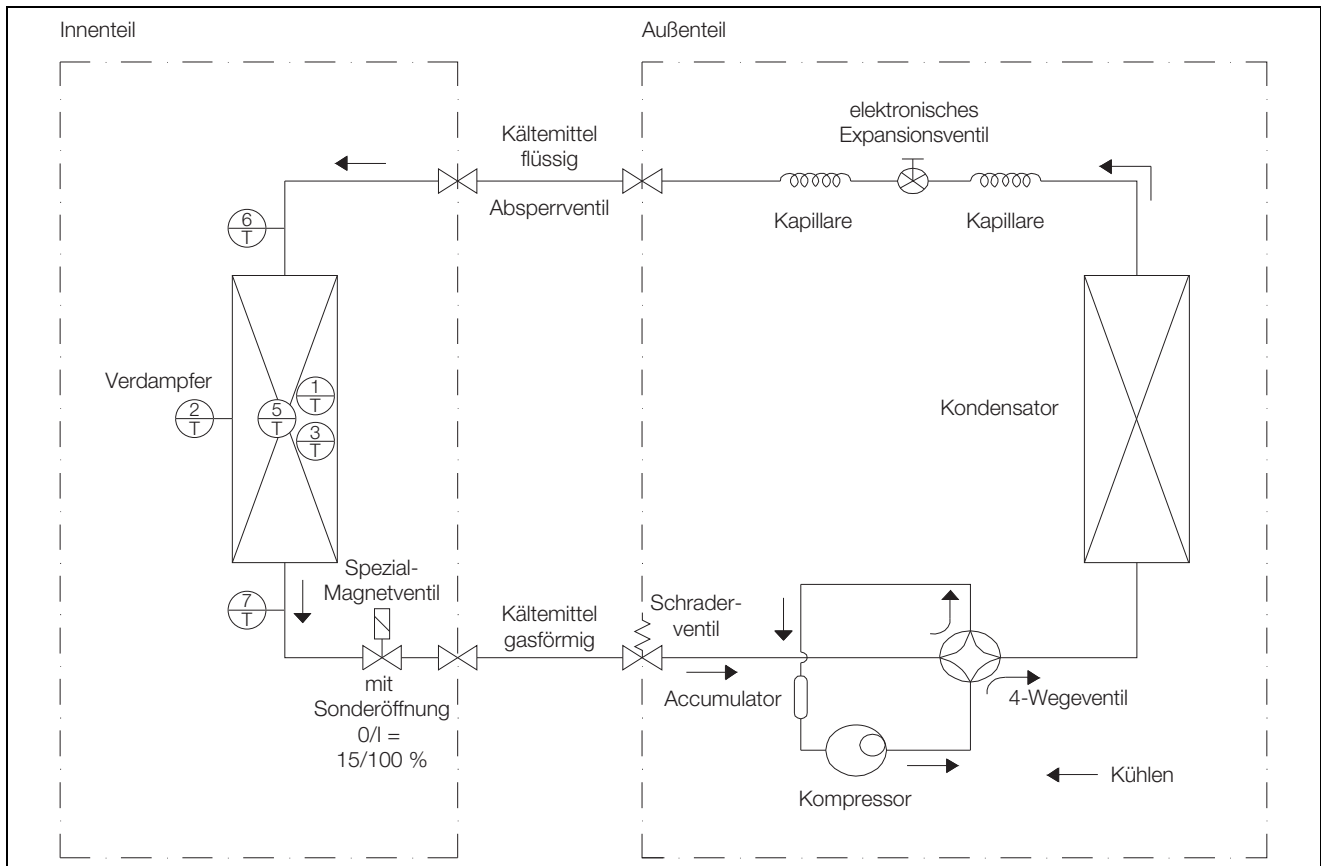 Innenteil
Außenteil
elektronisches
Expansionsventil
Kältemittel
flüssig
Absperrventil
Kapillare
Kapillare
6
T
Verdampfer
1
T
2
T
5
T
3
T
Kondensator
Spezial-
Magnetventil
7
T
Kältemittel
gasförmig
Schrader-
ventil
mit
Sonderöffnung
0/I =
15/100 %
Accumulator
4-Wegeventil
Kompressor
Kühlen